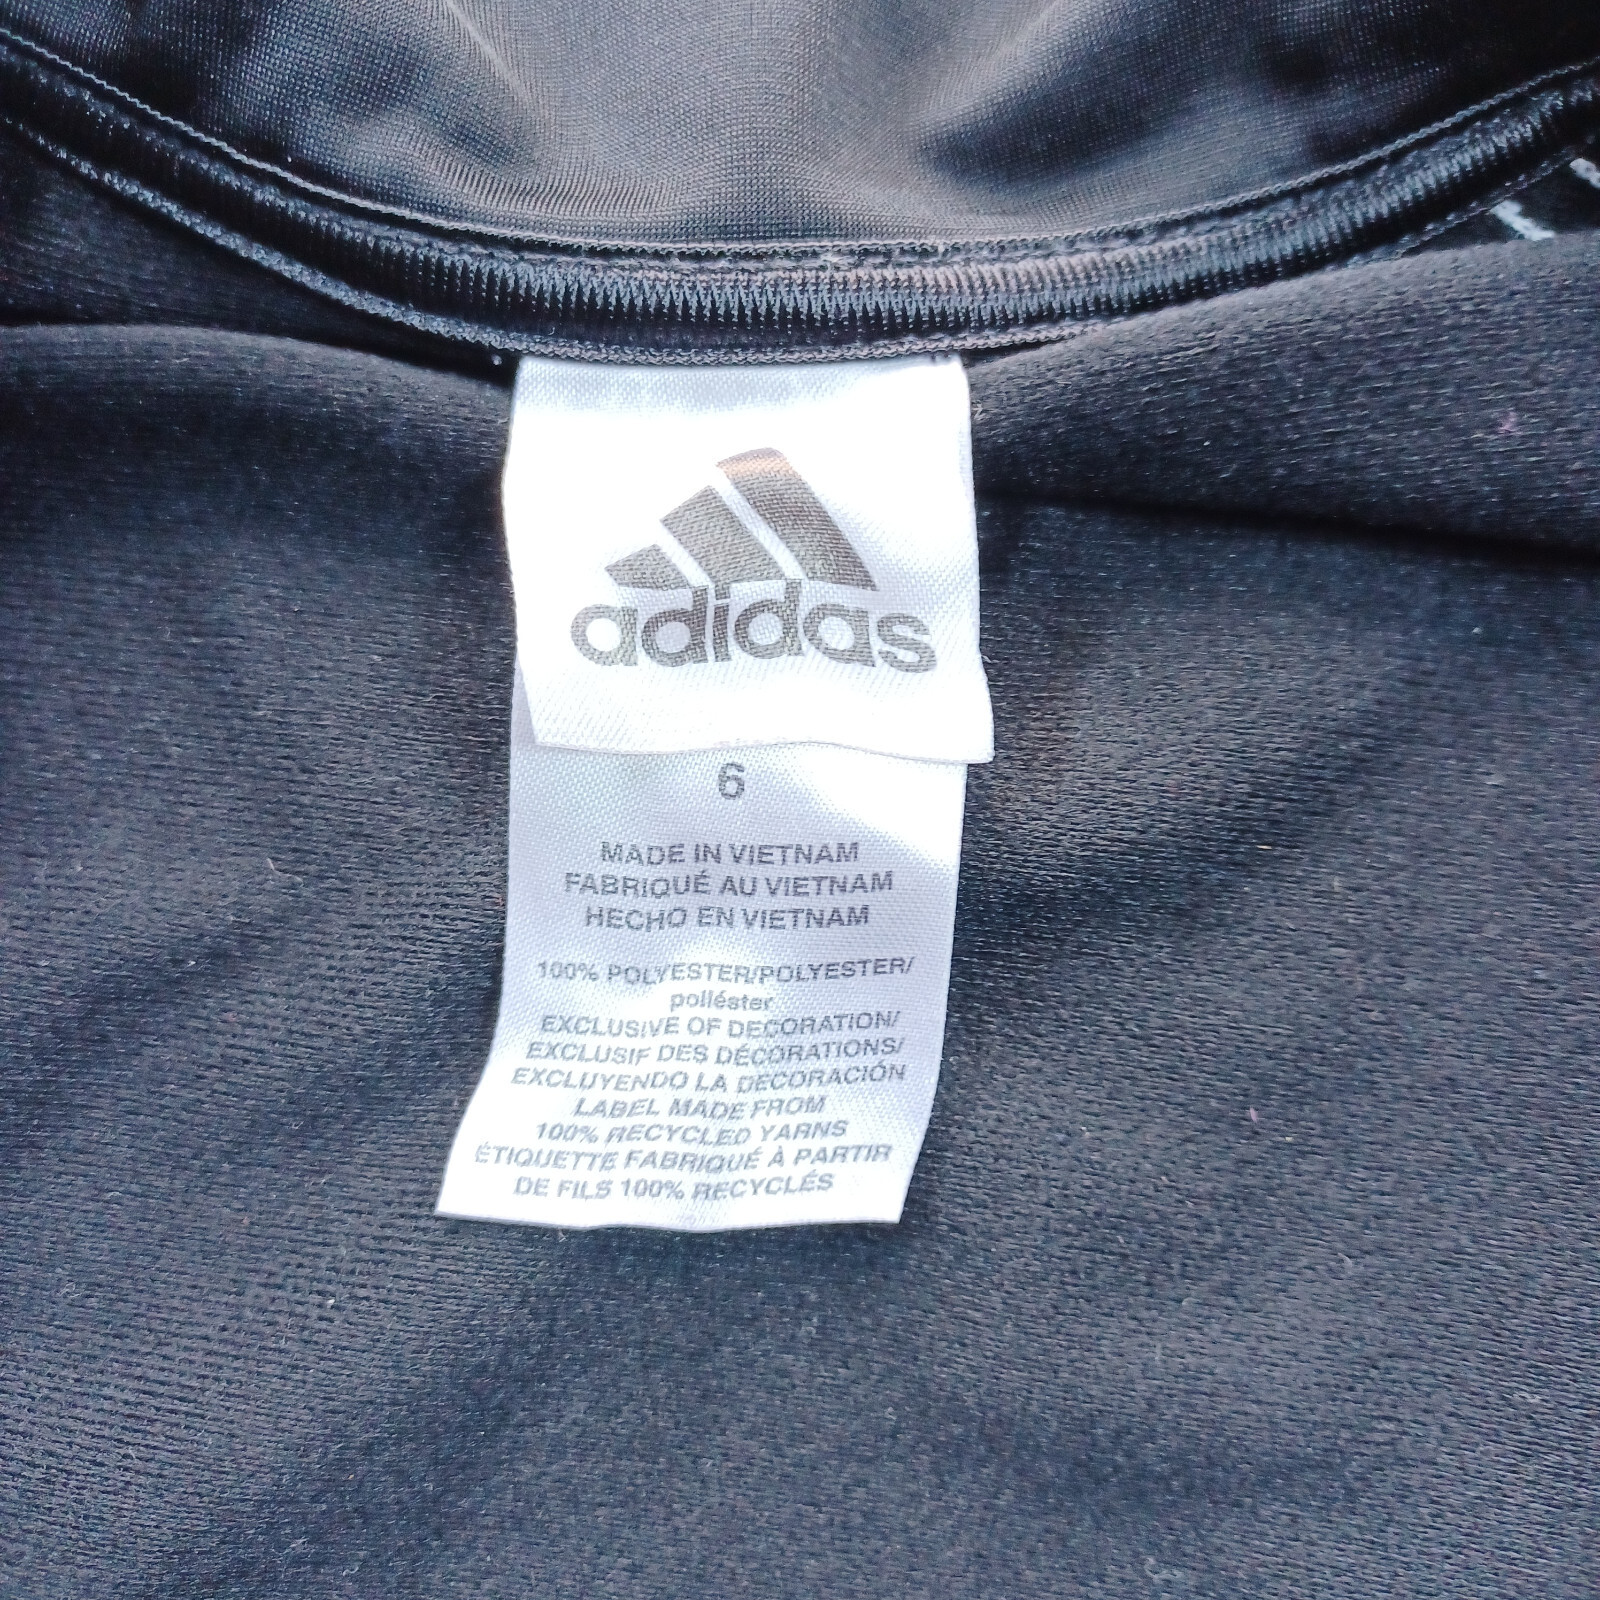 adidas
6
MADE IN VIETNAM
FABRIQUÉ AU VIETNAM
HECHO EN VIETNAM
100% POLYESTER/POLYESTER/
poliéster
EXCLUSIVE OF DECORATION/
EXCLUSIF DES DÉCORATIONS/
EXCLUYENDO LA DECORACIÓN
LABEL MADE FROM
100% RECYCLED YARNS
ÉTIQUETTE FABRIQUÉ À PARTIR
DE FILS 100% RECYCLÉS